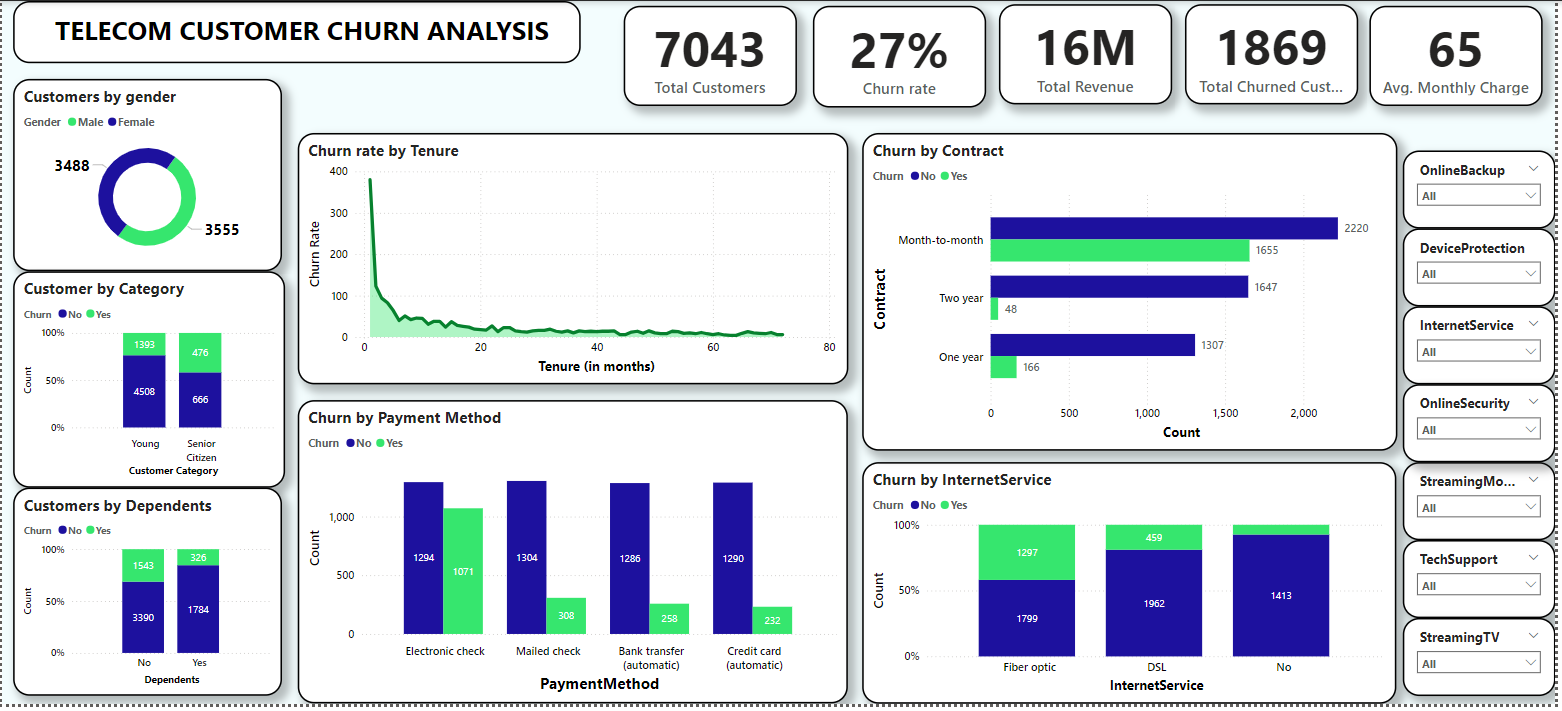 TELECOM CUSTOMER CHURN ANALYSIS
7043
Total Customers
27%
Churn rate
16M
Total Revenue
1869
Total Churned Cust...
65
Avg. Monthly Charge
Customers by gender
Gender Male Female
3488
3555
Customer by Category
Churn No Yes
100%
50%
0%
Count
1393
4508
476
666
Young
Senior
Citizen
Customer Category
Customers by Dependents
Churn No Yes
100%
50%
0%
Count
1543
3390
326
1784
No
Yes
Dependents
Churn rate by Tenure
400
300
200
100
0
Churn Rate
0 20 40 60 80
Tenure (in months)
Churn by Payment Method
Churn No Yes
1,000
500
0
Count
1294
1071
1304
308
1286
258
1290
232
Electronic check
Mailed check
Bank transfer
(automatic)
Credit card
(automatic)
PaymentMethod
Churn by Contract
Churn No Yes
Contract
Month-to-month
2220
1655
Two year
1647
48
One year
1307
166
0 500 1,000 1,500 2,000
Count
Churn by InternetService
Churn No Yes
100%
50%
0%
Count
1297
1799
459
1962
1413
Fiber optic
DSL
No
InternetService
OnlineBackup
All
DeviceProtection
All
InternetService
All
OnlineSecurity
All
StreamingMo...
All
TechSupport
All
StreamingTV
All